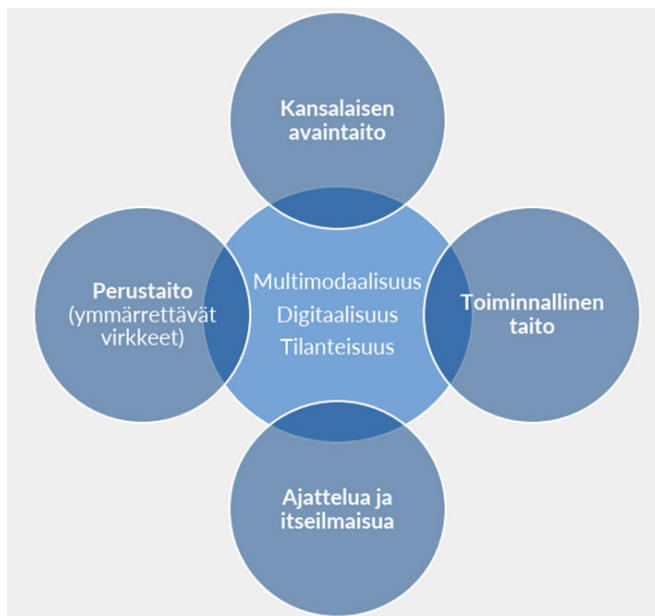 Kansalaisen
avaintaito
Perustaito
(ymmärrettävät
virkkeet)
Multimodaalisuus
Digitaalisuus
Tilanteisuus
Toiminnallinen
taito
Ajattelua ja
itseilmaisua